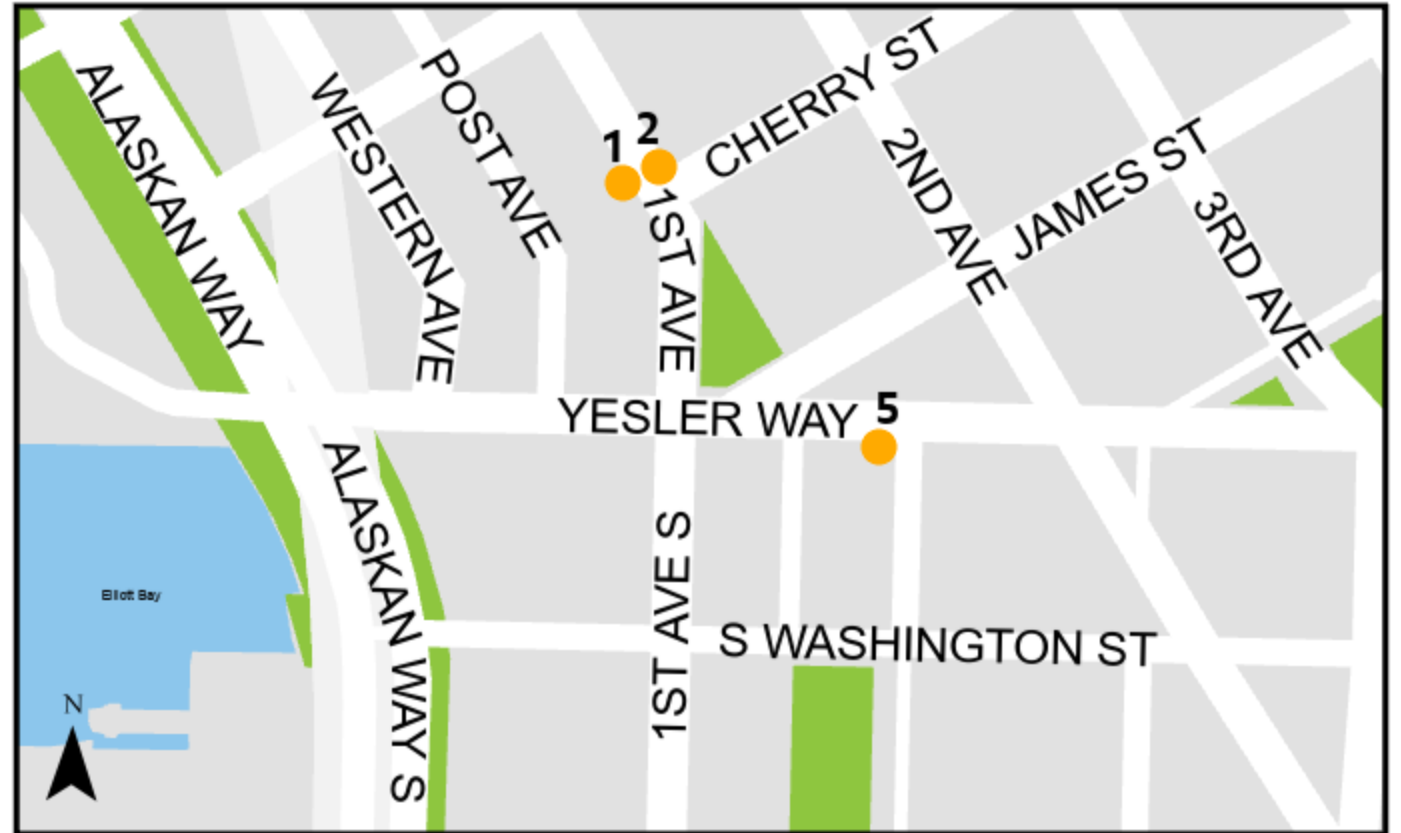 ALASKAN WAY
WESTERN AVE
POST AVE
1
2
CHERRY ST
1ST AVE
2ND AVE
JAMES ST
3RD AVE
YESLER WAY
5
ALASKAN WAY S
1ST AVE S
S WASHINGTON ST
Elliott Bay
N